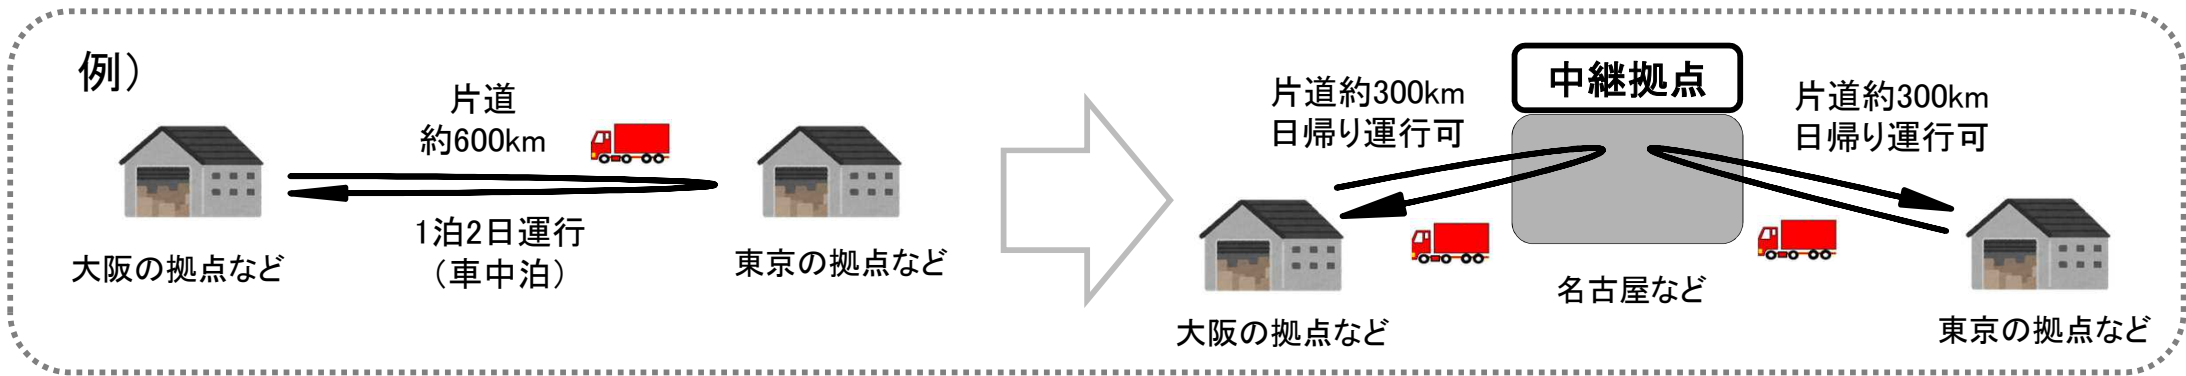 例）
片道
約600km
1泊2日運行
（車中泊）
大阪の拠点など
東京の拠点など
中継拠点
片道約300km
日帰り運行可
片道約300km
日帰り運行可
名古屋など
大阪の拠点など
東京の拠点など